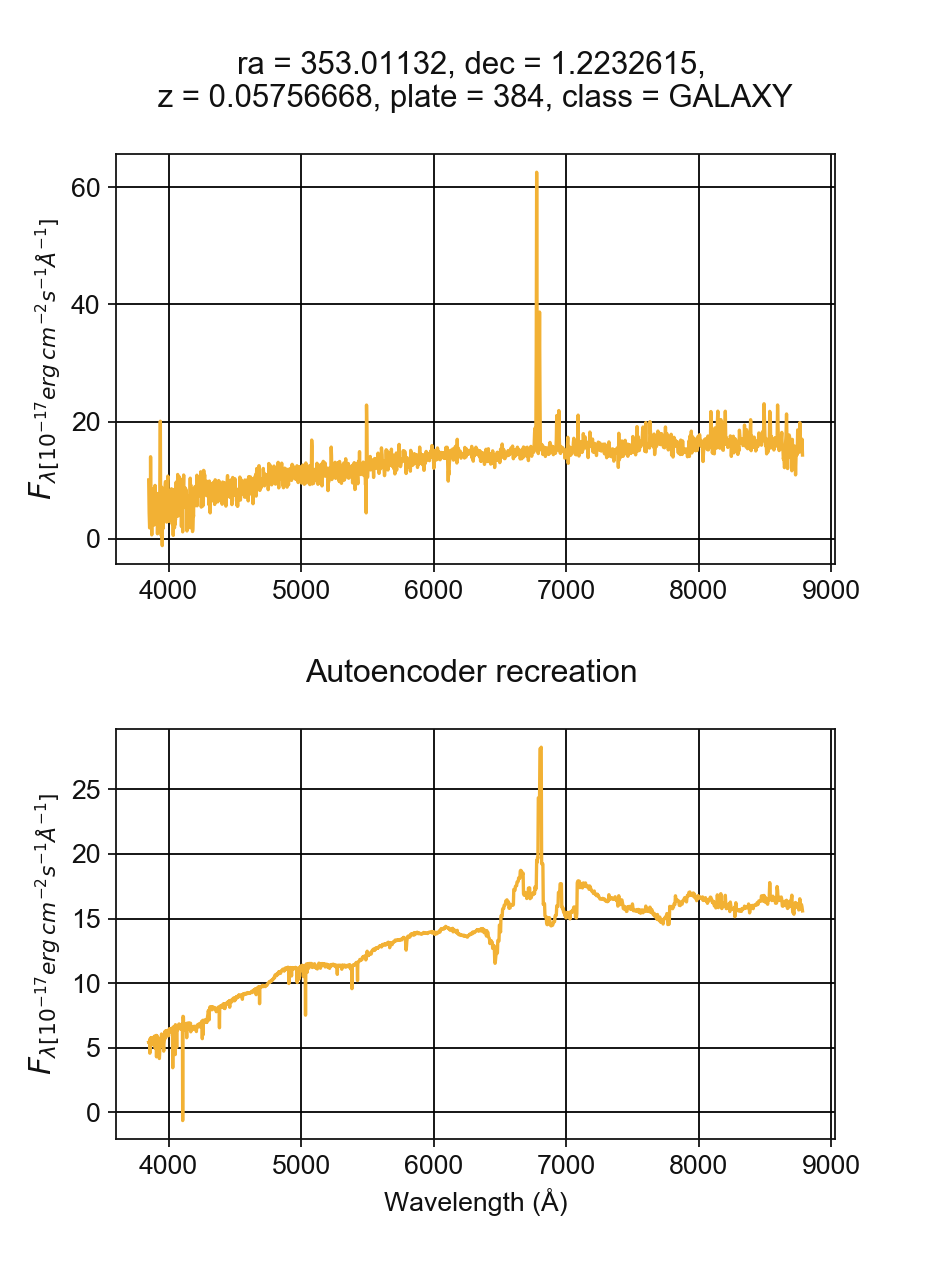 ra = 353.01132, dec = 1.2232615,
z = 0.05756668, plate = 384, class = GALAXY
F_λ[10⁻¹⁷erg cm⁻²s⁻¹Å⁻¹]
60
40
20
0
4000 5000 6000 7000 8000 9000
Autoencoder recreation
F_λ[10⁻¹⁷erg cm⁻²s⁻¹Å⁻¹]
25
20
15
10
5
0
4000 5000 6000 7000 8000 9000
Wavelength (Å)